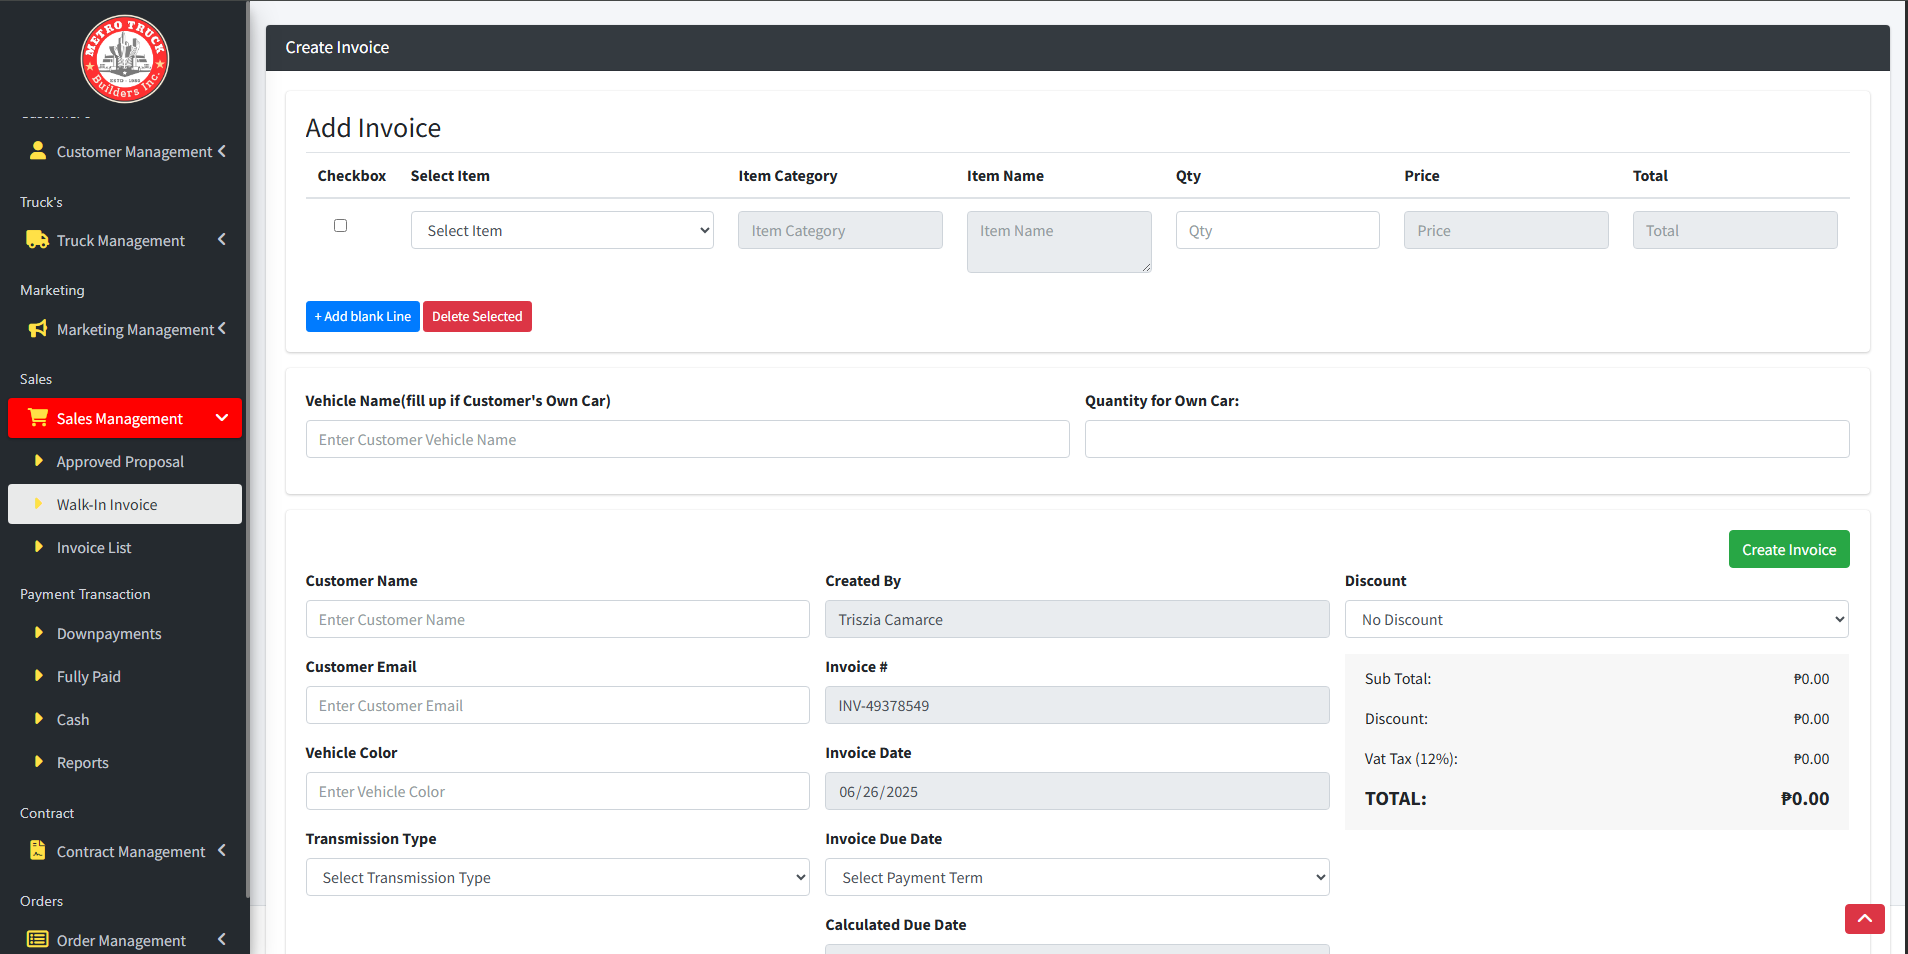 METRO TRUCK
ESTD - 1982
Builders Inc.
Customer Management
Truck's
Truck Management
Marketing
Marketing Management
Sales
Sales Management
Approved Proposal
Walk-In Invoice
Invoice List
Payment Transaction
Downpayments
Fully Paid
Cash
Reports
Contract
Contract Management
Orders
Order Management
Create Invoice
Add Invoice
Checkbox Select Item Item Category Item Name Qty Price Total
Select Item Item Category Item Name Qty Price Total
+ Add blank Line Delete Selected
Vehicle Name(fill up if Customer's Own Car) Quantity for Own Car:
Enter Customer Vehicle Name
Create Invoice
Customer Name Created By Discount
Enter Customer Name Triszia Camarce No Discount
Customer Email Invoice # Sub Total: ₱0.00
Enter Customer Email INV-49378549 Discount: ₱0.00
Vehicle Color Invoice Date Vat Tax (12%): ₱0.00
Enter Vehicle Color 06/26/2025 TOTAL: ₱0.00
Transmission Type Invoice Due Date
Select Transmission Type Select Payment Term
Calculated Due Date